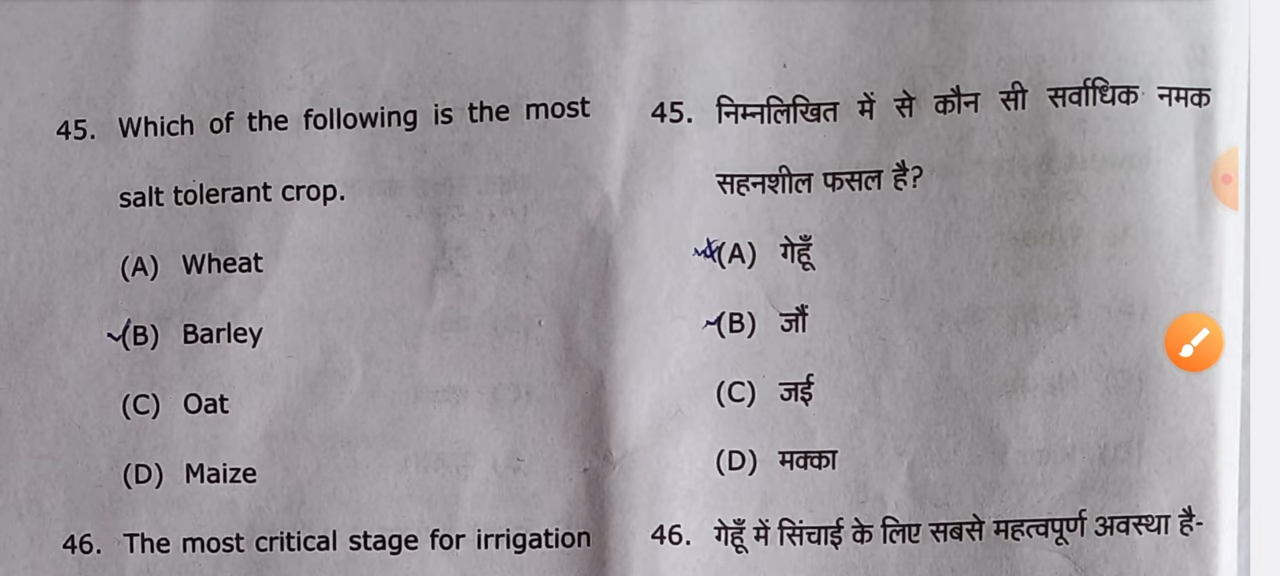 45. Which of the following is the most
salt tolerant crop.
(A) Wheat
(B) Barley
(C) Oat
(D) Maize
46. The most critical stage for irrigation
45. निम्नलिखित में से कौन सी सर्वाधिक नमक
सहनशील फसल है?
(A) गेहूँ
(B) जौं
(C) जई
(D) मक्का
46. गेहूँ में सिंचाई के लिए सबसे महत्वपूर्ण अवस्था है-